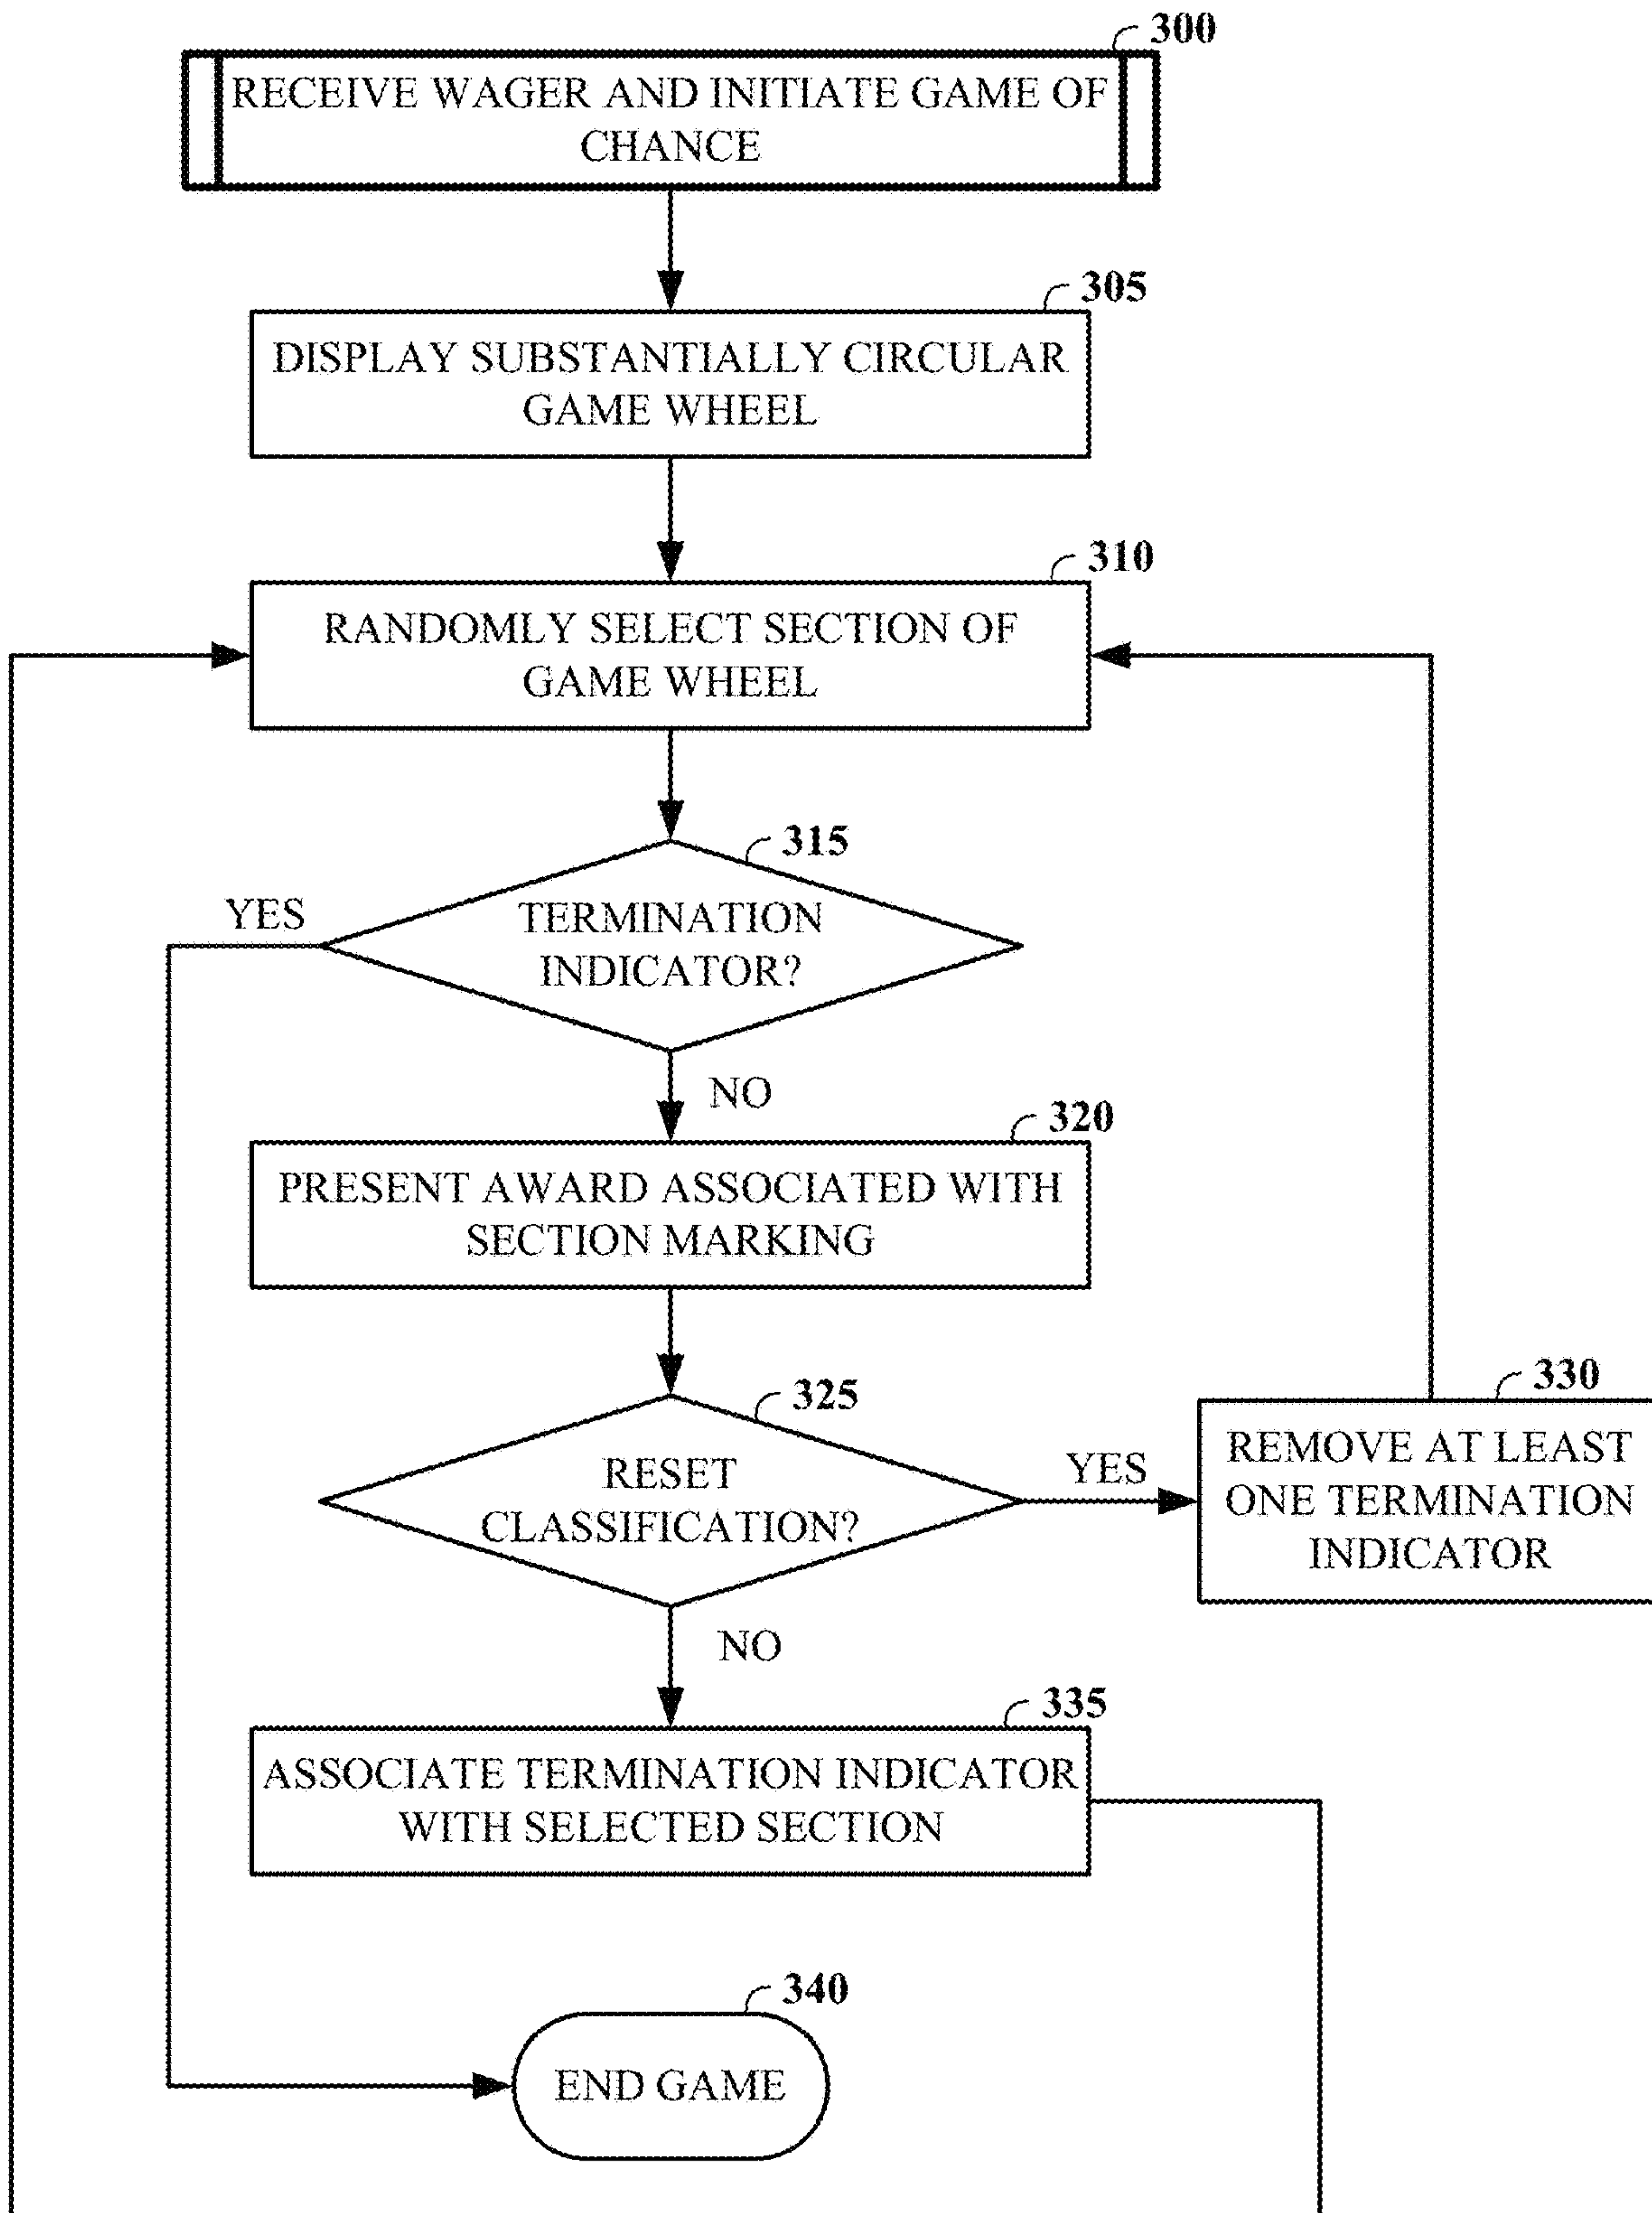 300
RECEIVE WAGER AND INITIATE GAME OF
CHANCE
305
DISPLAY SUBSTANTIALLY CIRCULAR
GAME WHEEL
310
RANDOMLY SELECT SECTION OF
GAME WHEEL
315
YES
TERMINATION
INDICATOR?
NO
320
PRESENT AWARD ASSOCIATED WITH
SECTION MARKING
325
RESET
CLASSIFICATION?
YES
330
REMOVE AT LEAST
ONE TERMINATION
INDICATOR
NO
335
ASSOCIATE TERMINATION INDICATOR
WITH SELECTED SECTION
340
END GAME